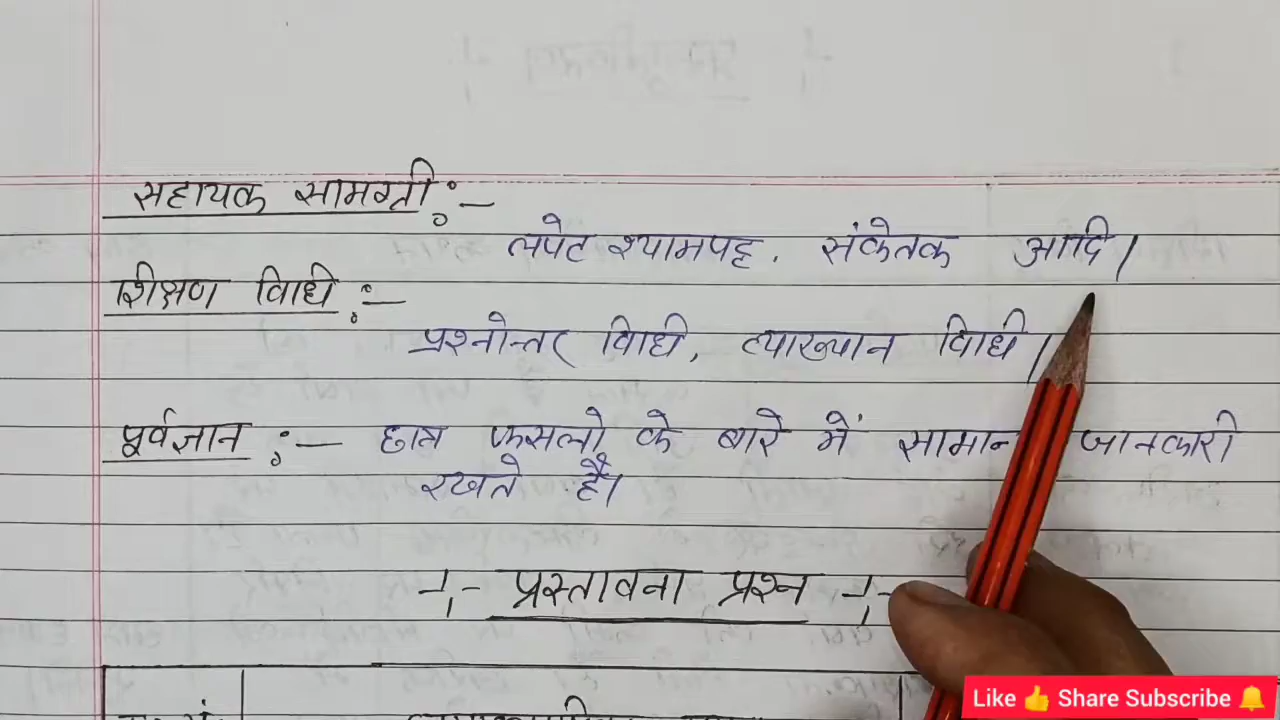 सहायक सामग्री :-
लपेट श्यामपट्ट, संकेतक आदि।
शिक्षण विधि :-
प्रश्नोत्तर विधि, व्याख्यान विधि।
पूर्वज्ञान :- छात्र फसलो के बारे में सामान जानकारी
रखते है।
-:- प्रस्तावना प्रश्न -:-
Like 👍 Share Subscribe 🔔